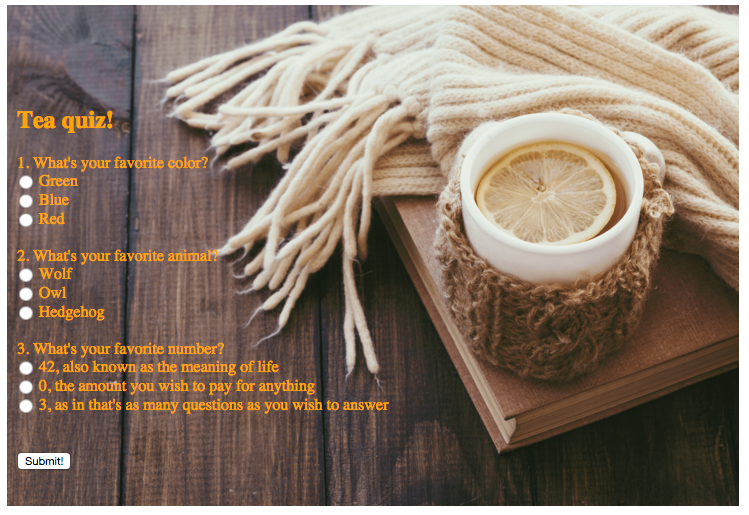 Tea quiz!
1. What's your favorite color?
Green
Blue
Red
2. What's your favorite animal?
Wolf
Owl
Hedgehog
3. What's your favorite number?
42, also known as the meaning of life
0, the amount you wish to pay for anything
3, as in that's as many questions as you wish to answer
Submit!